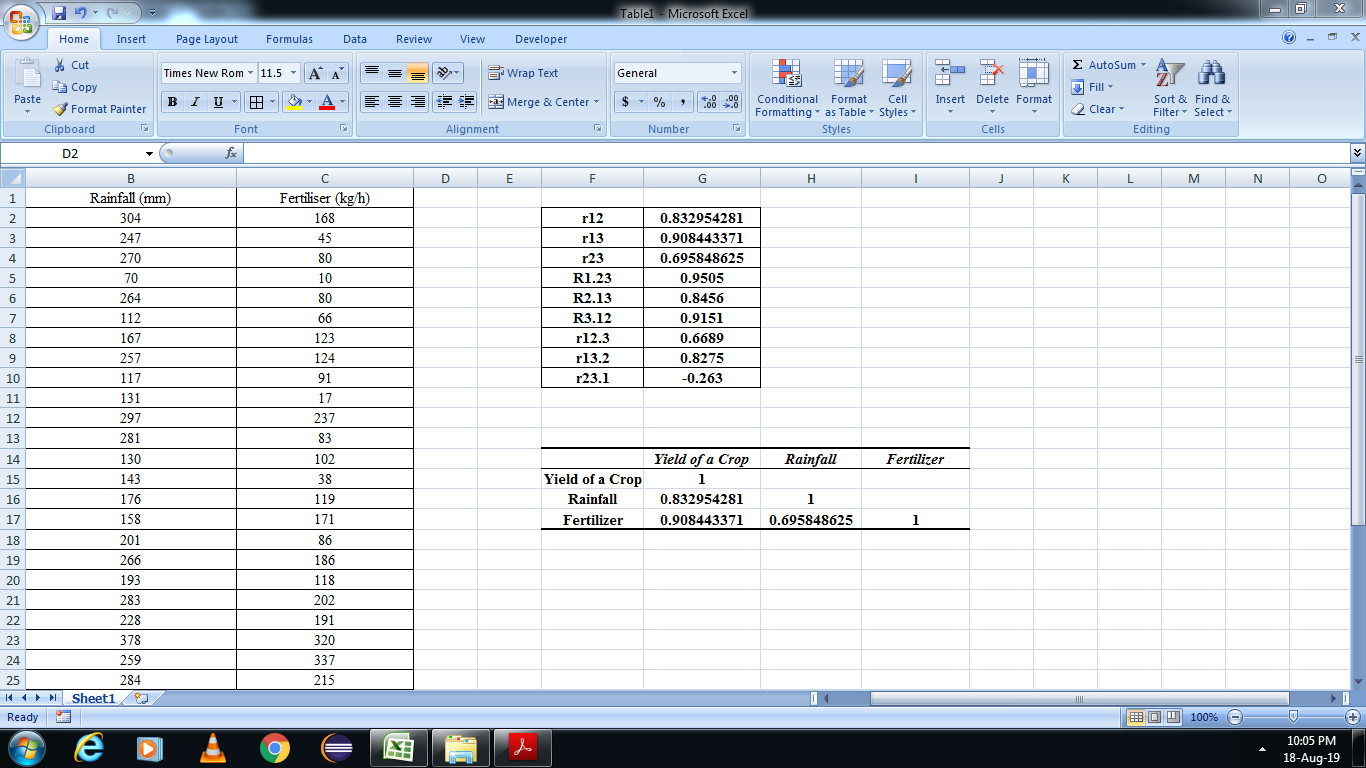 Table1 - Microsoft Excel
Home Insert Page Layout Formulas Data Review View Developer
Paste
Cut
Copy
Format Painter
Clipboard
Times New Rom 11.5
B I U
Font
Wrap Text
Merge & Center
Alignment
General
$ % ,
Number
Conditional Formatting
Format as Table
Cell Styles
Styles
Insert Delete Format
Cells
Σ AutoSum
Fill
Clear
Sort & Filter
Find & Select
Editing
D2 fx
B C D E F G H I J K L M N O
1 Rainfall (mm) Fertiliser (kg/h)
2 304 168 r12 0.832954281
3 247 45 r13 0.908443371
4 270 80 r23 0.695848625
5 70 10 R1.23 0.9505
6 264 80 R2.13 0.8456
7 112 66 R3.12 0.9151
8 167 123 r12.3 0.6689
9 257 124 r13.2 0.8275
10 117 91 r23.1 -0.263
11 131 17
12 297 237
13 281 83
14 130 102 Yield of a Crop Rainfall Fertilizer
15 143 38 Yield of a Crop 1
16 176 119 Rainfall 0.832954281 1
17 158 171 Fertilizer 0.908443371 0.695848625 1
18 201 86
19 266 186
20 193 118
21 283 202
22 228 191
23 378 320
24 259 337
25 284 215
Sheet1
Ready 100%
10:05 PM
18-Aug-19